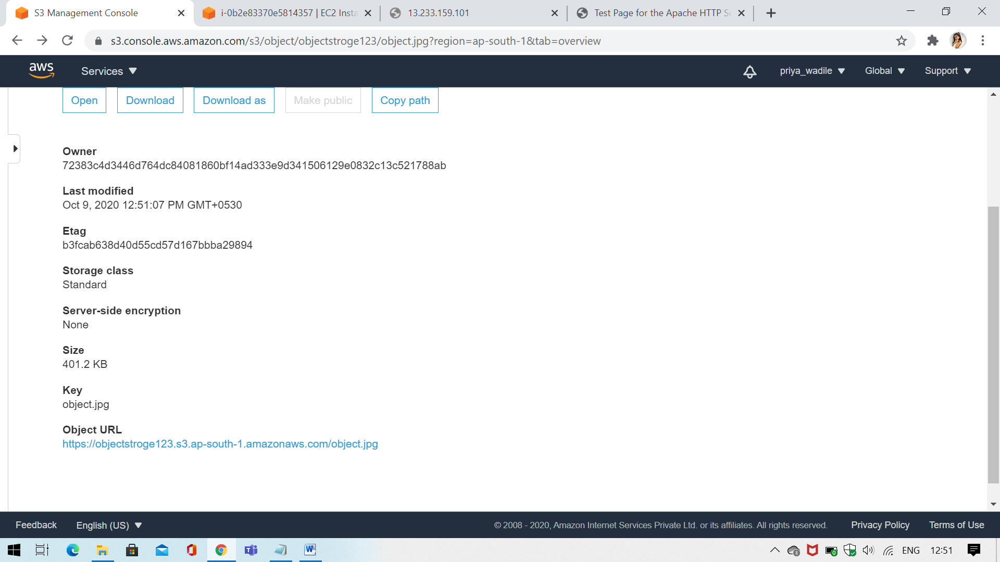 S3 Management Console
i-0b2e83370e5814357 | EC2 Insta
13.233.159.101
Test Page for the Apache HTTP Se
s3.console.aws.amazon.com/s3/object/objectstroge123/object.jpg?region=ap-south-1&tab=overview
aws Services priya_wadile Global Support
Open Download Download as Make public Copy path
Owner
72383c4d3446d764dc84081860bf14ad333e9d341506129e0832c13c521788ab
Last modified
Oct 9, 2020 12:51:07 PM GMT+0530
Etag
b3fcab638d40d55cd57d167bbba29894
Storage class
Standard
Server-side encryption
None
Size
401.2 KB
Key
object.jpg
Object URL
https://objectstroge123.s3.ap-south-1.amazonaws.com/object.jpg
Feedback English (US) © 2008 - 2020, Amazon Internet Services Private Ltd. or its affiliates. All rights reserved. Privacy Policy Terms of Use
ENG 12:51